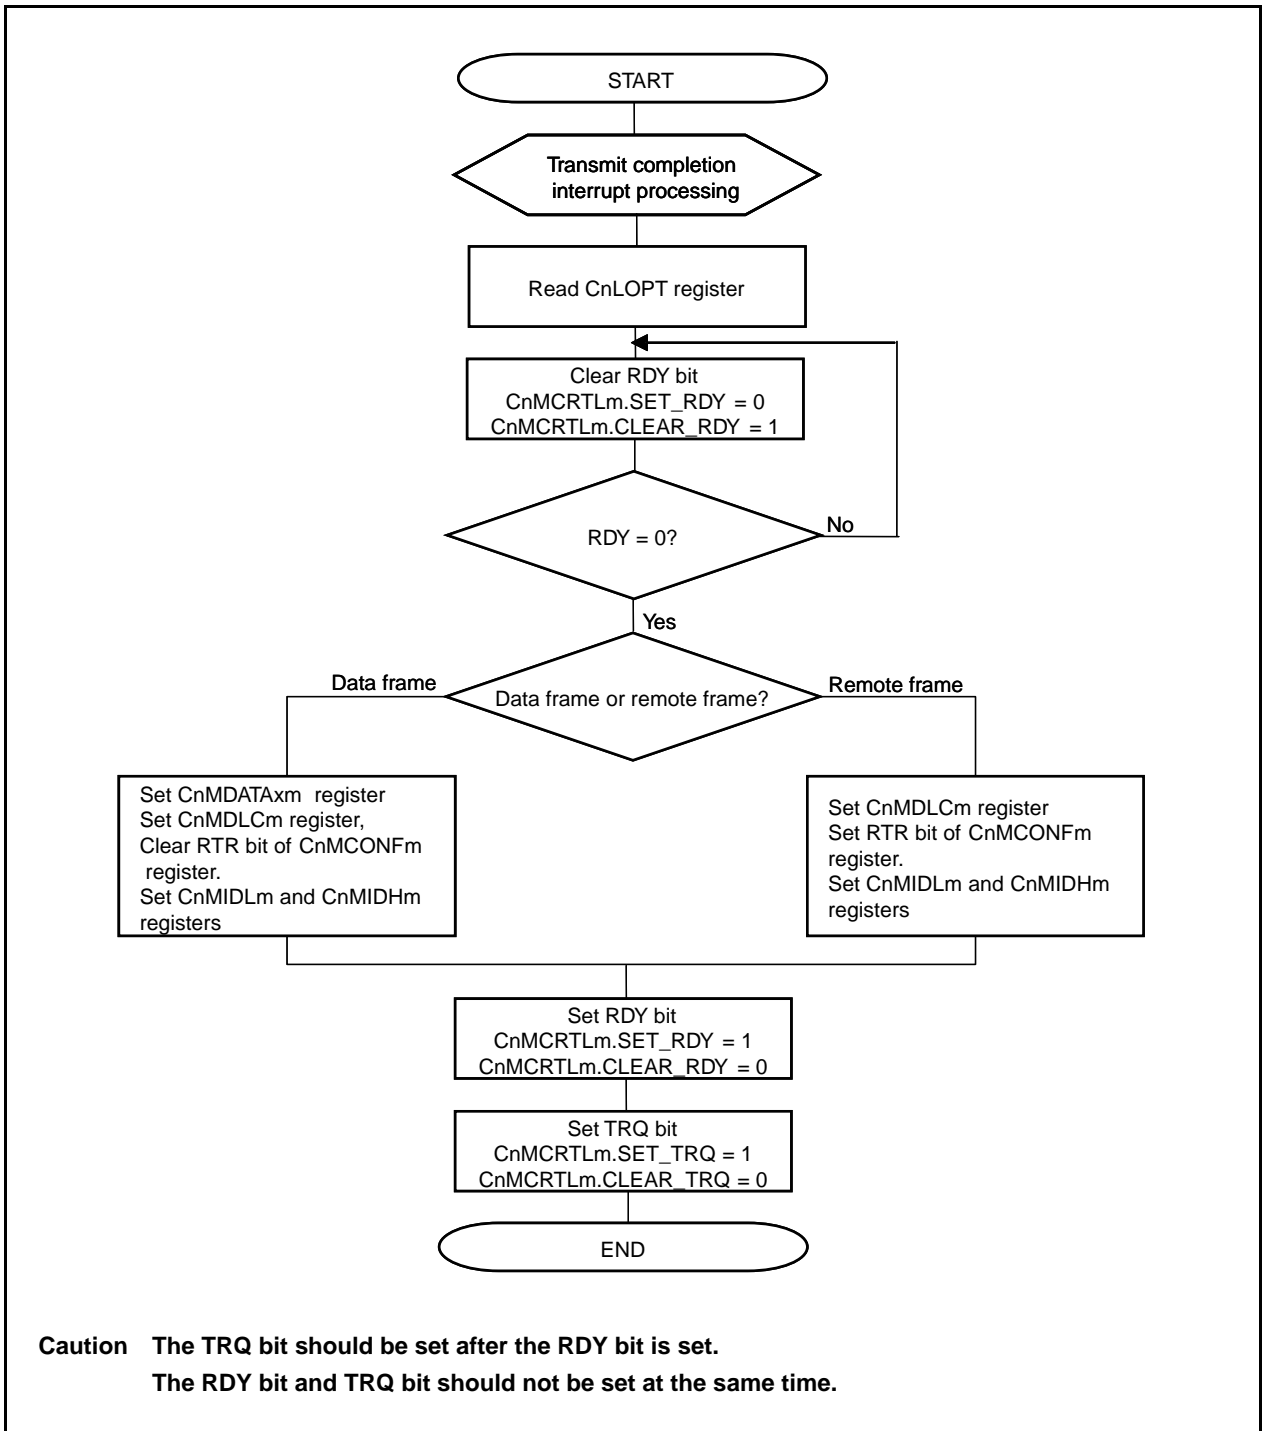 START
Transmit completion
interrupt processing
Read CnLOPT register
Clear RDY bit
CnMCRTLm.SET_RDY = 0
CnMCRTLm.CLEAR_RDY = 1
RDY = 0?
No
Yes
Data frame or remote frame?
Data frame
Remote frame
Set CnMDATAxm register
Set CnMDLCm register,
Clear RTR bit of CnMCONFm
register.
Set CnMIDLm and CnMIDHm
registers
Set CnMDLCm register
Set RTR bit of CnMCONFm
register.
Set CnMIDLm and CnMIDHm
registers
Set RDY bit
CnMCRTLm.SET_RDY = 1
CnMCRTLm.CLEAR_RDY = 0
Set TRQ bit
CnMCRTLm.SET_TRQ = 1
CnMCRTLm.CLEAR_TRQ = 0
END
Caution The TRQ bit should be set after the RDY bit is set.
The RDY bit and TRQ bit should not be set at the same time.